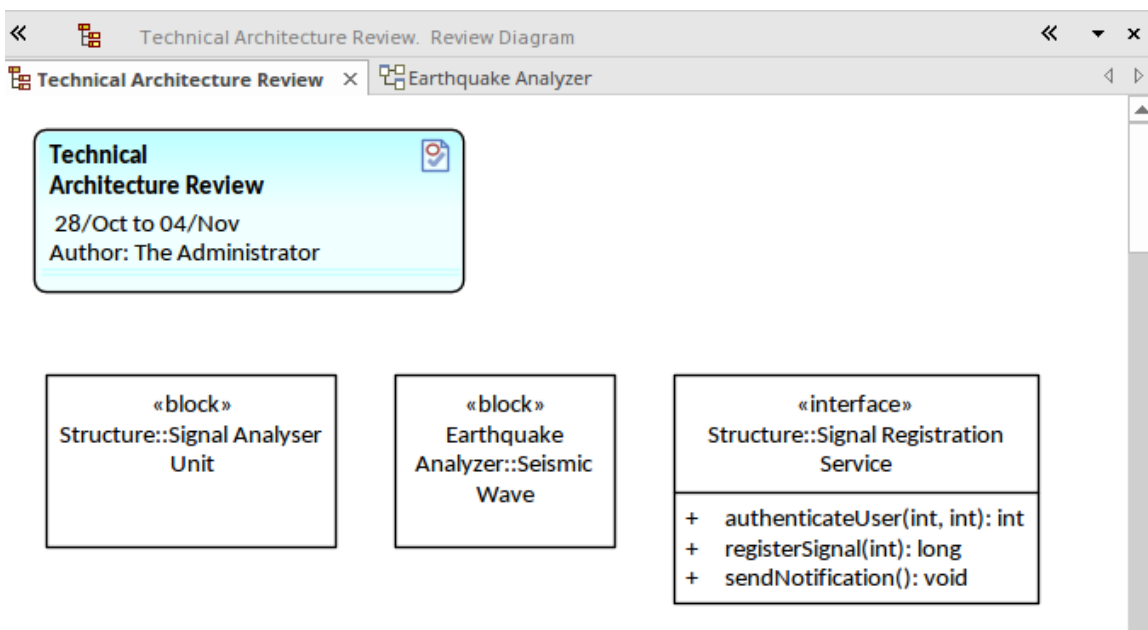 Technical Architecture Review.  Review Diagram
Technical Architecture Review
Earthquake Analyzer
Technical
Architecture Review
28/Oct to 04/Nov
Author: The Administrator
«block»
Structure::Signal Analyser
Unit
«block»
Earthquake
Analyzer::Seismic
Wave
«interface»
Structure::Signal Registration
Service
+ authenticateUser(int, int): int
+ registerSignal(int): long
+ sendNotification(): void